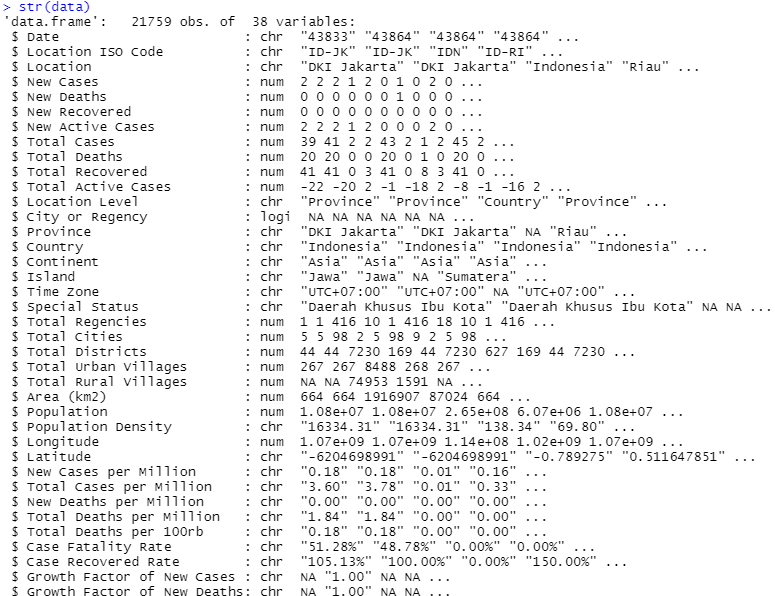 > str(data)
'data.frame':   21759 obs. of  38 variables:
 $ Date                         : chr  "43833" "43864" "43864" "43864" ...
 $ Location ISO Code            : chr  "ID-JK" "ID-JK" "IDN" "ID-RI" ...
 $ Location                     : chr  "DKI Jakarta" "DKI Jakarta" "Indonesia" "Riau" ...
 $ New Cases                    : num  2 2 2 1 2 0 1 0 2 0 ...
 $ New Deaths                   : num  0 0 0 0 0 0 1 0 0 0 ...
 $ New Recovered                : num  0 0 0 0 0 0 0 0 0 0 ...
 $ New Active Cases             : num  2 2 2 1 2 0 0 0 2 0 ...
 $ Total Cases                  : num  39 41 2 2 43 2 1 2 45 2 ...
 $ Total Deaths                 : num  20 20 0 0 20 0 1 0 20 0 ...
 $ Total Recovered              : num  41 41 0 3 41 0 8 3 41 0 ...
 $ Total Active Cases           : num  -22 -20 2 -1 -18 2 -8 -1 -16 2 ...
 $ Location Level               : chr  "Province" "Province" "Country" "Province" ...
 $ City or Regency              : logi  NA NA NA NA NA NA ...
 $ Province                     : chr  "DKI Jakarta" "DKI Jakarta" NA "Riau" ...
 $ Country                      : chr  "Indonesia" "Indonesia" "Indonesia" "Indonesia" ...
 $ Continent                    : chr  "Asia" "Asia" "Asia" "Asia" ...
 $ Island                       : chr  "Jawa" "Jawa" NA "Sumatera" ...
 $ Time Zone                    : chr  "UTC+07:00" "UTC+07:00" NA "UTC+07:00" ...
 $ Special Status               : chr  "Daerah Khusus Ibu Kota" "Daerah Khusus Ibu Kota" NA NA ...
 $ Total Regencies              : num  1 1 416 10 1 416 18 10 1 416 ...
 $ Total Cities                 : num  5 5 98 2 5 98 9 2 5 98 ...
 $ Total Districts              : num  44 44 7230 169 44 7230 627 169 44 7230 ...
 $ Total Urban Villages         : num  267 267 8488 268 267 ...
 $ Total Rural Villages         : num  NA NA 74953 1591 NA ...
 $ Area (km2)                   : num  664 664 1916907 87024 664 ...
 $ Population                   : num  1.08e+07 1.08e+07 2.65e+08 6.07e+06 1.08e+07 ...
 $ Population Density           : chr  "16334.31" "16334.31" "138.34" "69.80" ...
 $ Longitude                    : num  1.07e+09 1.07e+09 1.14e+08 1.02e+09 1.07e+09 ...
 $ Latitude                     : chr  "-6204698991" "-6204698991" "-0.789275" "0.511647851" ...
 $ New Cases per Million        : chr  "0.18" "0.18" "0.01" "0.16" ...
 $ Total Cases per Million      : chr  "3.60" "3.78" "0.01" "0.33" ...
 $ New Deaths per Million       : chr  "0.00" "0.00" "0.00" "0.00" ...
 $ Total Deaths per Million     : chr  "1.84" "1.84" "0.00" "0.00" ...
 $ Total Deaths per 100rb       : chr  "0.18" "0.18" "0.00" "0.00" ...
 $ Case Fatality Rate           : chr  "51.28%" "48.78%" "0.00%" "0.00%" ...
 $ Case Recovered Rate          : chr  "105.13%" "100.00%" "0.00%" "150.00%" ...
 $ Growth Factor of New Cases   : chr  NA "1.00" NA NA ...
 $ Growth Factor of New Deaths: chr  NA "1.00" NA NA ...